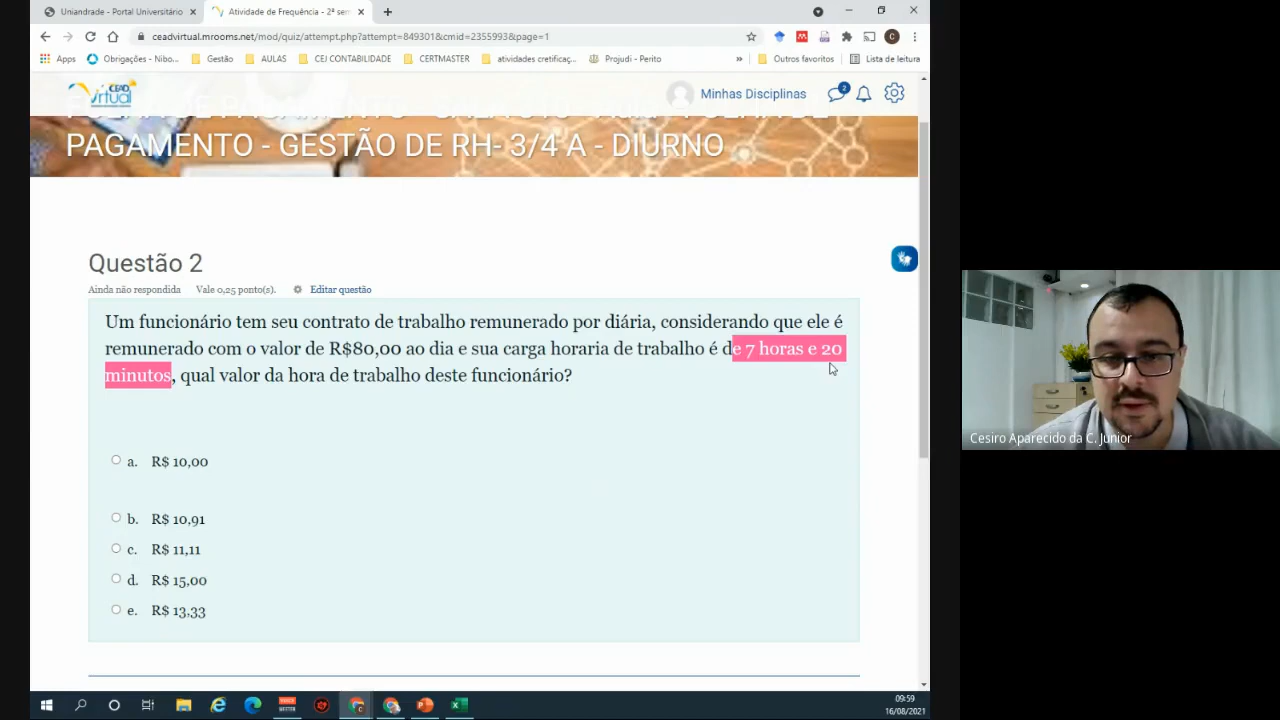 Uniandrade - Portal Universitário
Atividade de Frequência - 2ª sem
ceadvirtual.mrooms.net/mod/quiz/attempt.php?attempt=849301&cmid=2355993&page=1
Apps
Obrigações - Nibo...
Gestão
AULAS
CEJ CONTABILIDADE
CERTMASTER
atividades cretificaç...
Projudi - Perito
»
Outros favoritos
Lista de leitura
CEAD
Virtual
Minhas Disciplinas
2
PAGAMENTO - GESTÃO DE RH- 3/4 A - DIURNO
Questão 2
Ainda não respondida Vale 0,25 ponto(s). Editar questão
Um funcionário tem seu contrato de trabalho remunerado por diária, considerando que ele é
remunerado com o valor de R$80,00 ao dia e sua carga horaria de trabalho é de 7 horas e 20
minutos, qual valor da hora de trabalho deste funcionário?
a. R$ 10,00
b. R$ 10,91
c. R$ 11,11
d. R$ 15,00
e. R$ 13,33
Cesiro Aparecido da C. Junior
09:59
16/08/2021